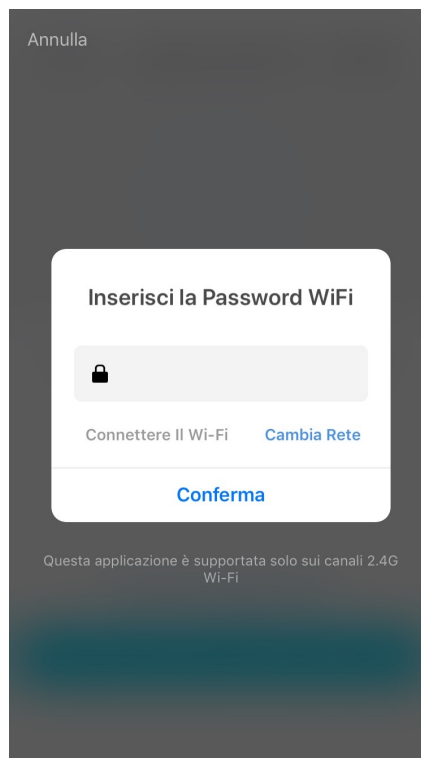 Annulla
Inserisci la Password WiFi
Connettere Il Wi-Fi
Cambia Rete
Conferma
Questa applicazione è supportata solo sui canali 2.4G
Wi-Fi